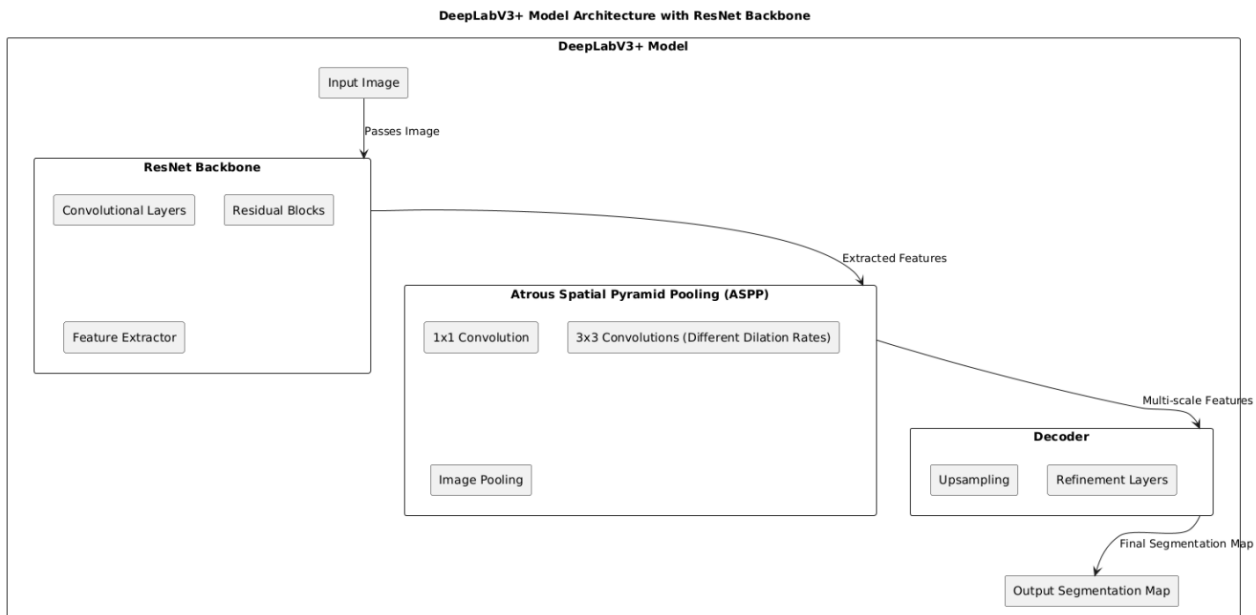 DeepLabV3+ Model Architecture with ResNet Backbone
DeepLabV3+ Model
Input Image
Passes Image
ResNet Backbone
Convolutional Layers
Residual Blocks
Feature Extractor
Extracted Features
Atrous Spatial Pyramid Pooling (ASPP)
1x1 Convolution
3x3 Convolutions (Different Dilation Rates)
Image Pooling
Multi-scale Features
Decoder
Upsampling
Refinement Layers
Final Segmentation Map
Output Segmentation Map